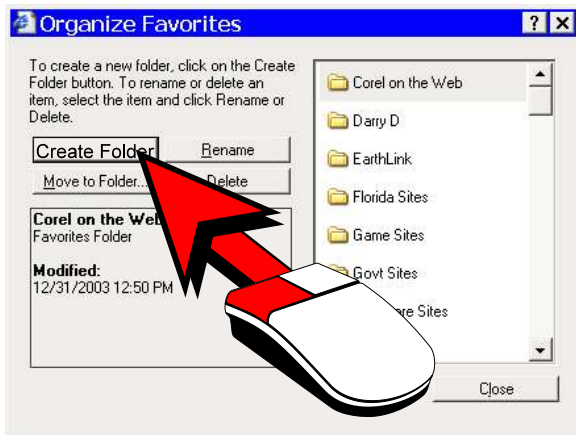 Organize Favorites
To create a new folder, click on the Create
Folder button. To rename or delete an
item, select the item and click Rename or
Delete.
Create Folder
Rename
Move to Folder...
Delete
Corel on the Web
Favorites Folder
Modified:
12/31/2003 12:50 PM
Corel on the Web
Darry D
EarthLink
Florida Sites
Game Sites
Govt Sites
Sites
Close